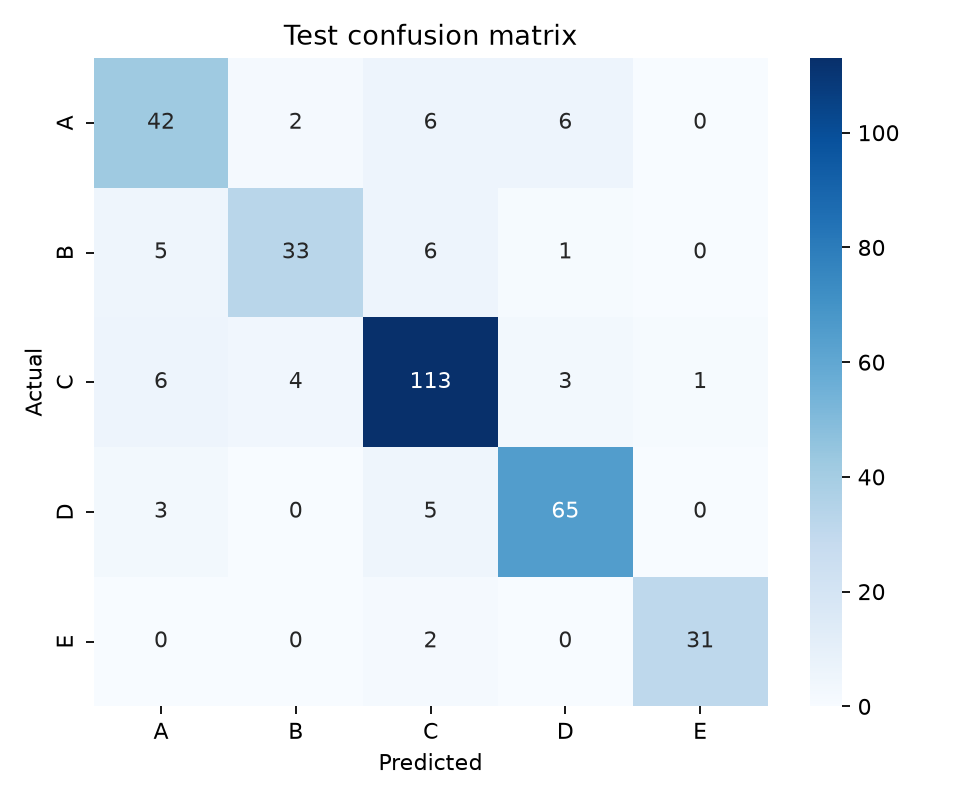 Test confusion matrix
A 42 2 6 6 0
B 5 33 6 1 0
C 6 4 113 3 1
D 3 0 5 65 0
E 0 0 2 0 31
A B C D E
Predicted
Actual
100
80
60
40
20
0